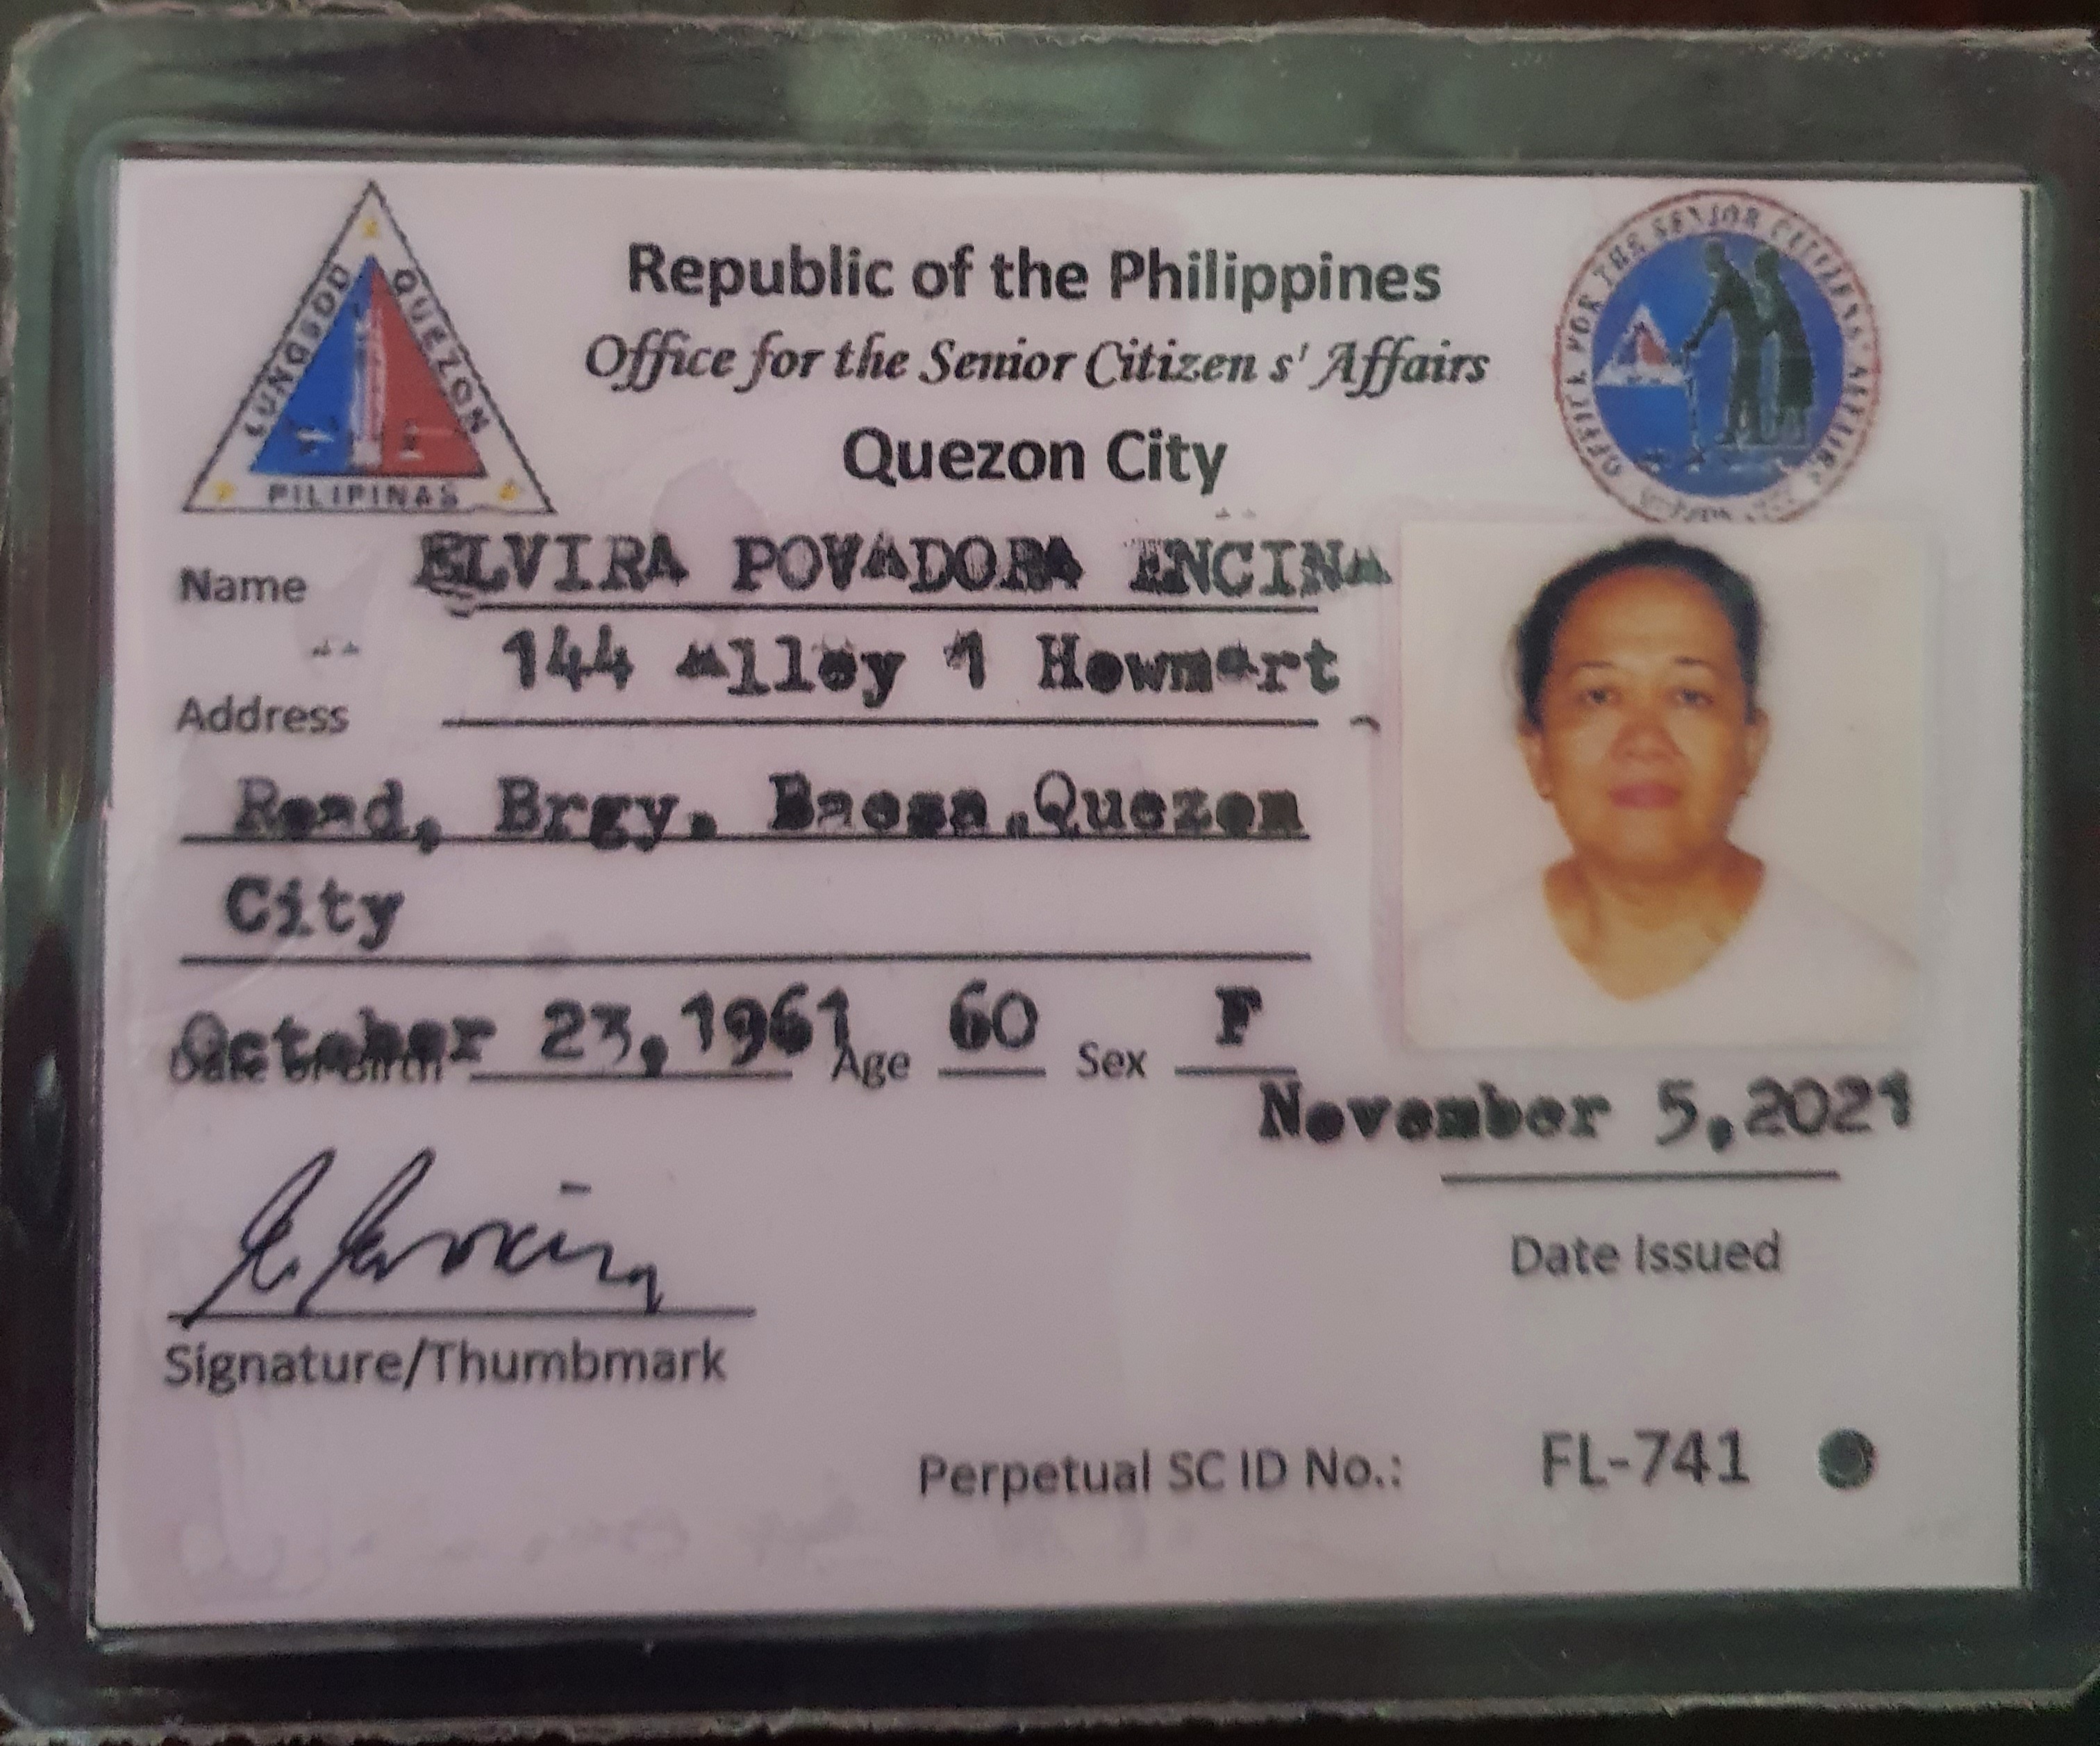 LUNGSOD QUEZON
PILIPINAS
Republic of the Philippines
Office for the Senior Citizen s' Affairs
Quezon City
OFFICE FOR THE SENIOR CITIZENS' AFFAIRS
Name ELVIRA POVADORA ENCINA
144 Alley 1 Howmart
Address
Road, Brgy. Baesa,Quezon
City
October 23,1961 Age 60 Sex F
Date of Birth
November 5,2021
Date Issued
Signature/Thumbmark
Perpetual SC ID No.: FL-741